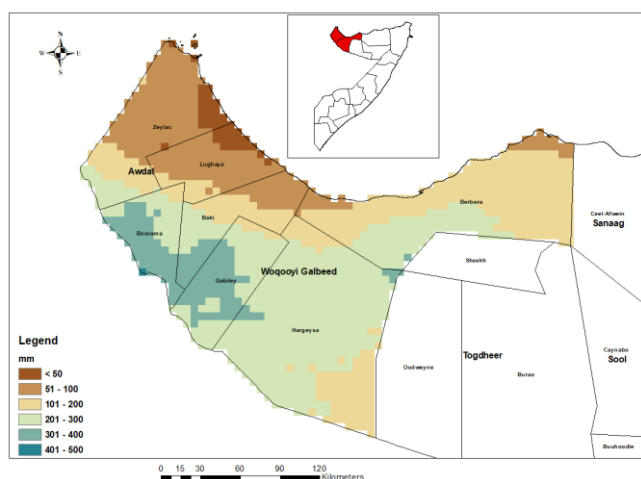 N
W E
S
Zeylac
Lughaya
Awdal
Baki
Boorama
Gabiley
Woqooyi Galbeed
Hargeysa
Berbera
Ceel-Afwein
Sanaag
Sheekh
Oodweyne
Togdheer
Burao
Caynabo
Sool
Buuhoodle
Legend
mm
< 50
51 - 100
101 - 200
201 - 300
301 - 400
401 - 500
0 15 30 60 90 120
Kilometers